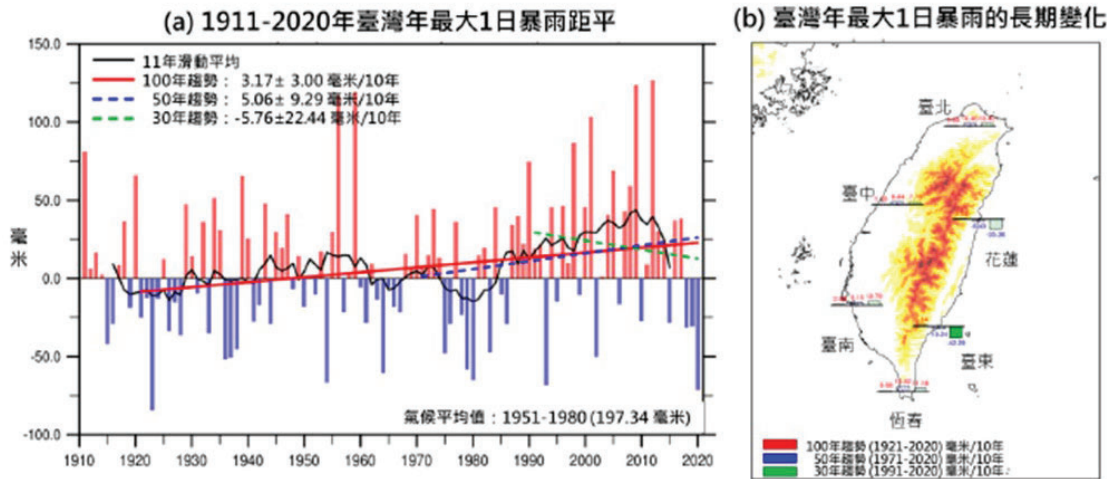 (a) 1911-2020年臺灣年最大1日暴雨距平
150.0
100.0
50.0
0.0
-50.0
-100.0
毫米
11年滑動平均
100年趨勢： 3.17± 3.00 毫米/10年
50年趨勢： 5.06± 9.29 毫米/10年
30年趨勢：-5.76±22.44 毫米/10年
氣候平均值：1951-1980 (197.34 毫米)
1910 1920 1930 1940 1950 1960 1970 1980 1990 2000 2010 2020
(b) 臺灣年最大1日暴雨的長期變化
臺北
臺中
花蓮
臺南
臺東
恆春
100年趨勢 (1921-2020) 毫米/10年
50年趨勢 (1971-2020) 毫米/10年
30年趨勢 (1991-2020) 毫米/10年